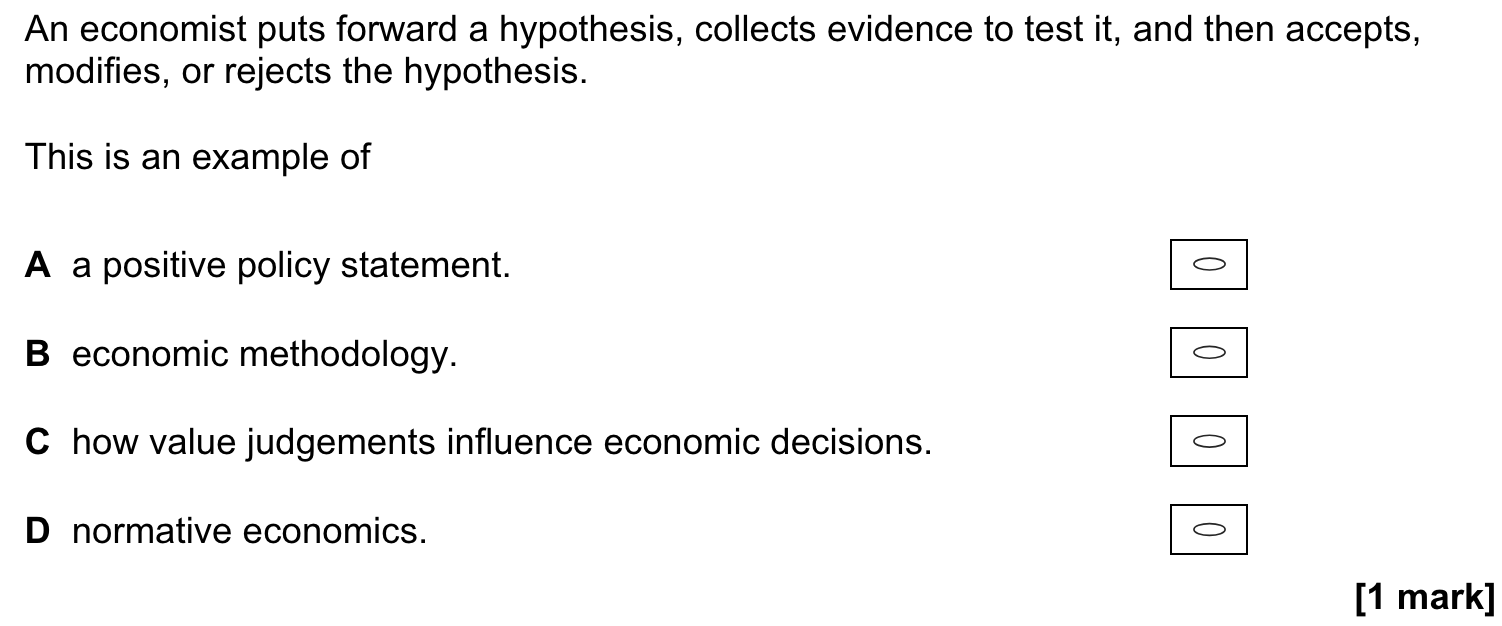 An economist puts forward a hypothesis, collects evidence to test it, and then accepts,
modifies, or rejects the hypothesis.
This is an example of
A a positive policy statement.
B economic methodology.
C how value judgements influence economic decisions.
D normative economics.
[1 mark]